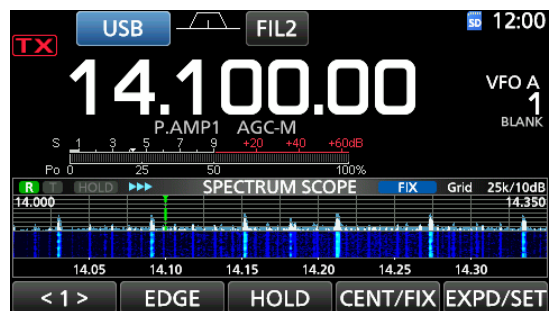 USB FIL2 SD 12:00
TX
14.100.00
VFO A
1
P.AMP1 AGC-M
BLANK
S 1 3 5 7 9 +20 +40 +60dB
Po 0 25 50 100%
R T HOLD SPECTRUM SCOPE FIX Grid 25k/10dB
14.000 14.350
14.05 14.10 14.15 14.20 14.25 14.30
< 1 > EDGE HOLD CENT/FIX EXPD/SET